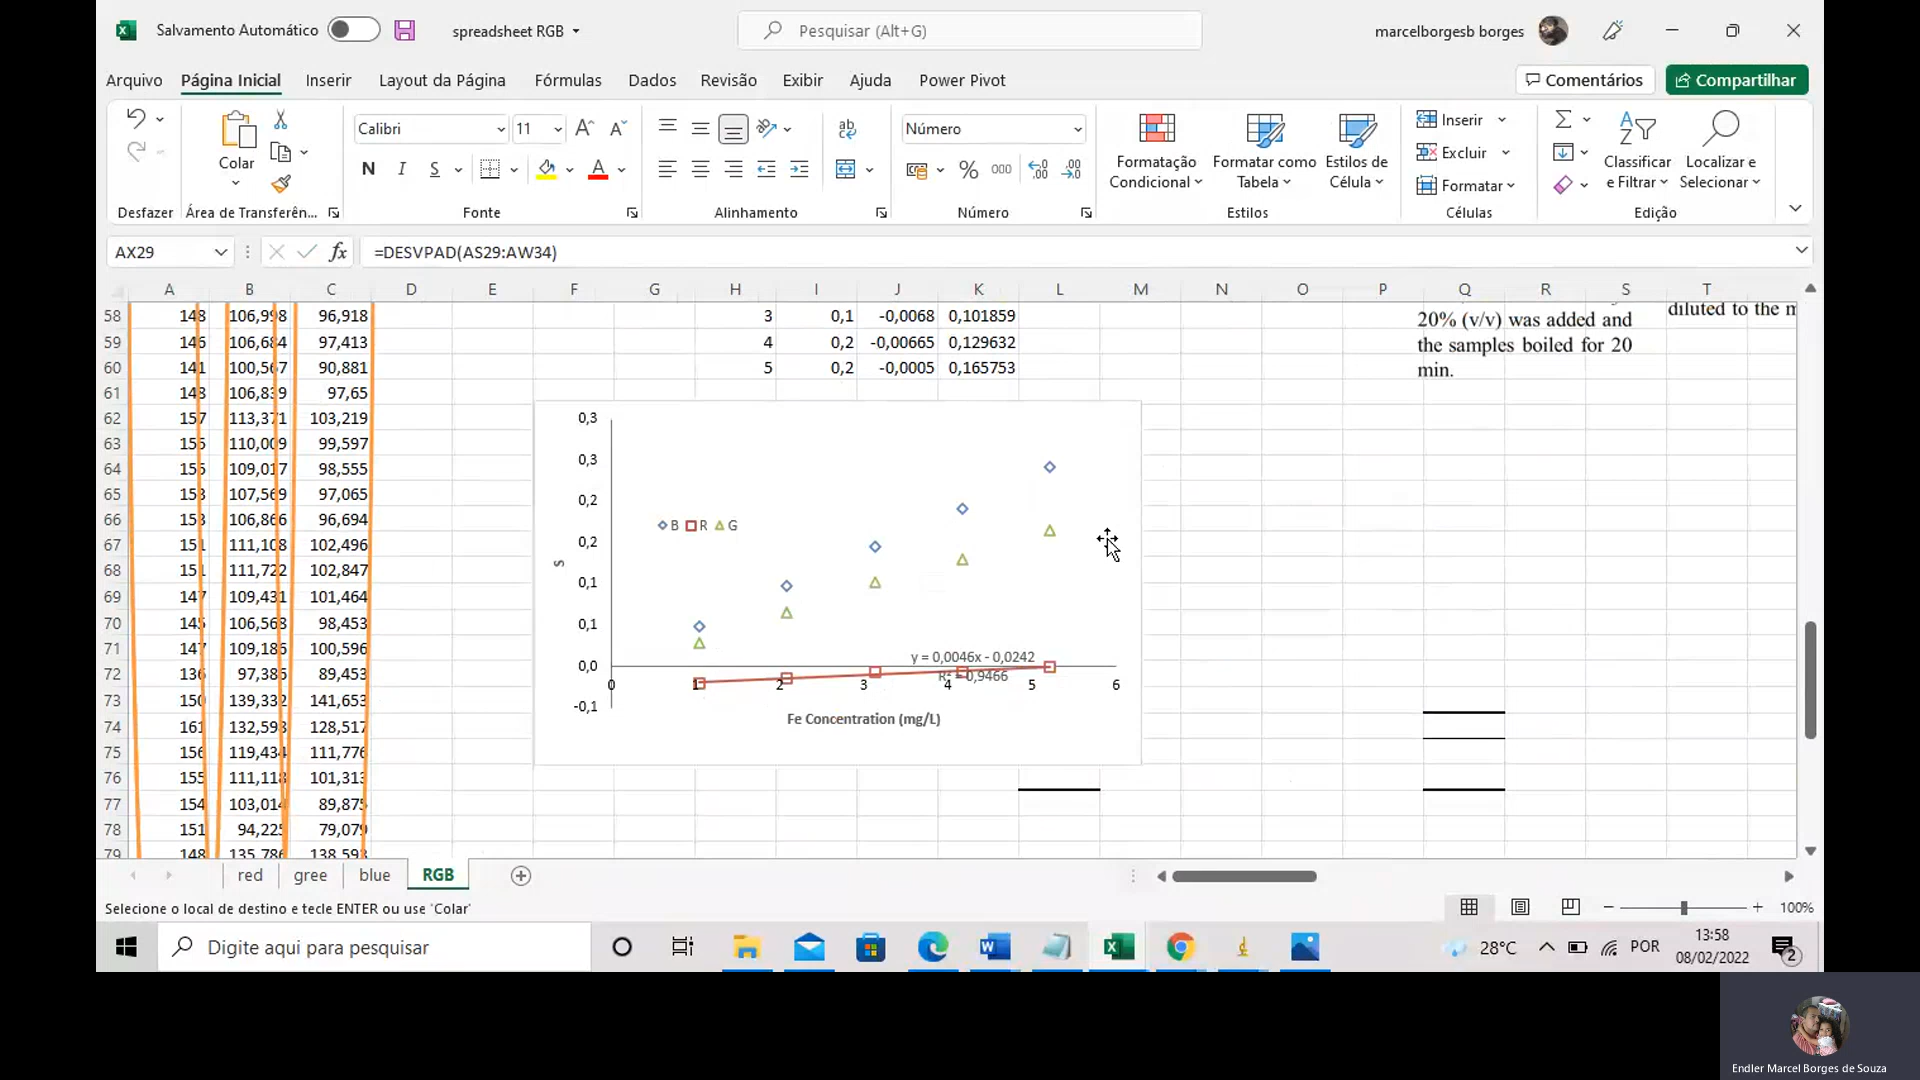 Salvamento Automático
spreadsheet RGB
Pesquisar (Alt+G)
marcelborgesb borges
Arquivo Página Inicial Inserir Layout da Página Fórmulas Dados Revisão Exibir Ajuda Power Pivot
Comentários Compartilhar
Colar
Calibri 11
N I S
Número
% 000
Formatação Condicional
Formatar como Tabela
Estilos de Célula
Inserir
Excluir
Formatar
Classificar e Filtrar
Localizar e Selecionar
Desfazer Área de Transferên... Fonte Alinhamento Número Estilos Células Edição
AX29 fx =DESVPAD(AS29:AW34)
A B C D E F G H I J K L M N O P Q R S T
58 148 106,998 96,918 3 0,1 -0,0068 0,101859
59 146 106,684 97,413 4 0,2 -0,00665 0,129632
60 141 100,567 90,881 5 0,2 -0,0005 0,165753
diluted to the m
20% (v/v) was added and
the samples boiled for 20
min.
61 148 106,839 97,65
62 157 113,371 103,219
63 155 110,009 99,597
64 155 109,017 98,555
65 153 107,569 97,065
66 153 106,866 96,694
67 151 111,108 102,496
68 151 111,722 102,847
69 147 109,431 101,464
70 145 106,568 98,453
71 147 109,186 100,596
72 136 97,385 89,453
73 150 139,332 141,653
74 161 132,598 128,517
75 156 119,434 111,776
76 155 111,118 101,313
77 154 103,014 89,875
78 151 94,225 79,079
79 148 135,786 138,593
0,3
0,3
0,2
0,2
0,1
0,1
0,0
-0,1
S
B R G
y = 0,0046x - 0,0242
R² = 0,9466
0 1 2 3 4 5 6
Fe Concentration (mg/L)
red gree blue RGB
Selecione o local de destino e tecle ENTER ou use 'Colar'
100%
Digite aqui para pesquisar
28°C
POR
13:58
08/02/2022
2
Endler Marcel Borges de Souza